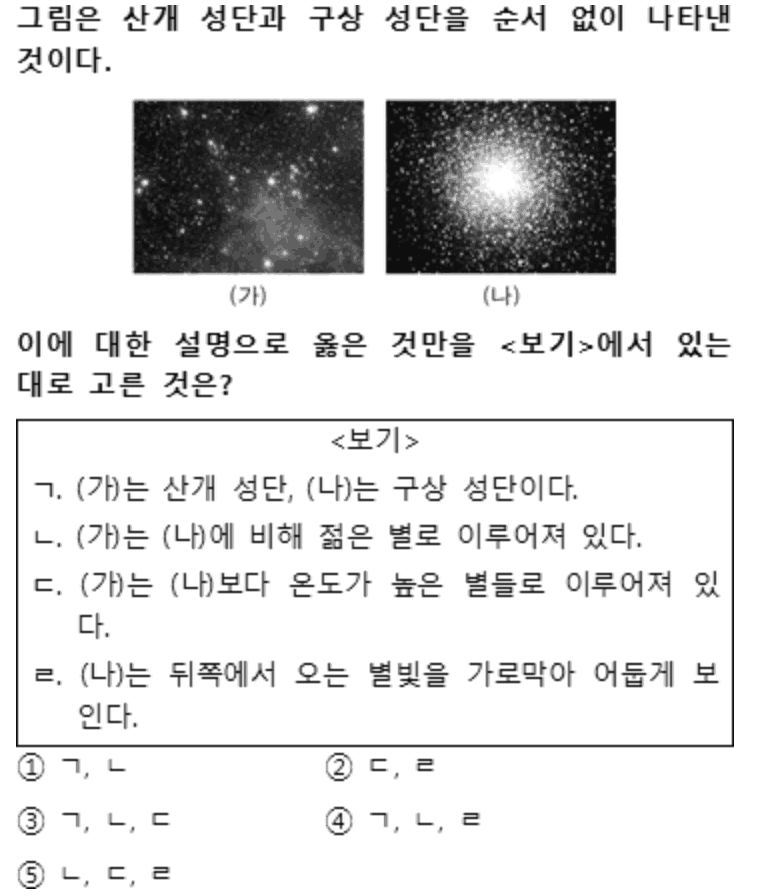 그림은 산개 성단과 구상 성단을 순서 없이 나타낸
것이다.
(가) (나)
이에 대한 설명으로 옳은 것만을 <보기>에서 있는
대로 고른 것은?
<보기>
ㄱ. (가)는 산개 성단, (나)는 구상 성단이다.
ㄴ. (가)는 (나)에 비해 젊은 별로 이루어져 있다.
ㄷ. (가)는 (나)보다 온도가 높은 별들로 이루어져 있
다.
ㄹ. (나)는 뒤쪽에서 오는 별빛을 가로막아 어둡게 보
인다.
① ㄱ, ㄴ ② ㄷ, ㄹ
③ ㄱ, ㄴ, ㄷ ④ ㄱ, ㄴ, ㄹ
⑤ ㄴ, ㄷ, ㄹ